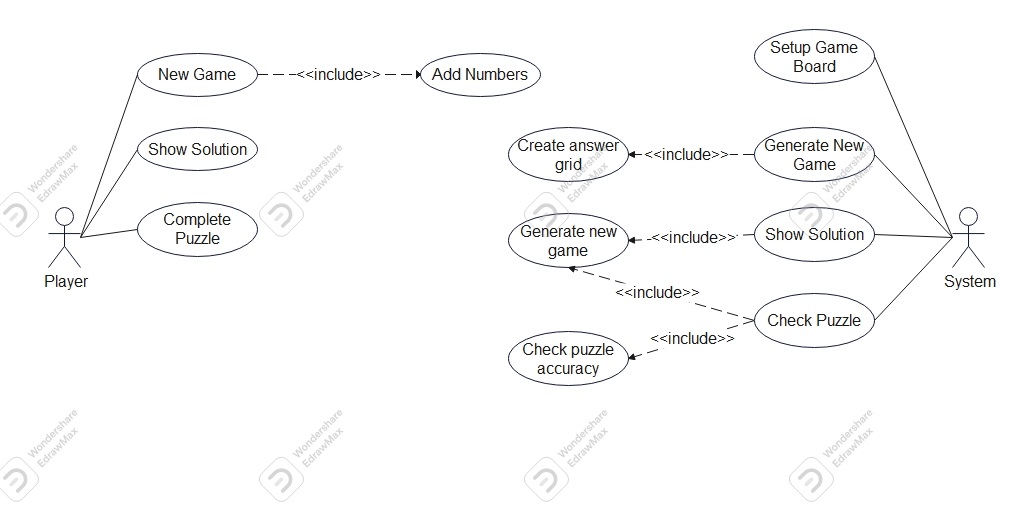 Setup Game
Board
New Game
<<include>>
Add Numbers
Show Solution
Create answer
grid
<<include>>
Generate New
Game
Complete
Puzzle
Generate new
game
<<include>>
Show Solution
Player
System
<<include>>
Check Puzzle
<<include>>
Check puzzle
accuracy
Wondershare
EdrawMax
Wondershare
EdrawMax
Wondershare
EdrawMax
Wondershare
EdrawMax
Wondershare
EdrawMax
Wondershare
EdrawMax
Wondershare
EdrawMax
Wondershare
EdrawMax